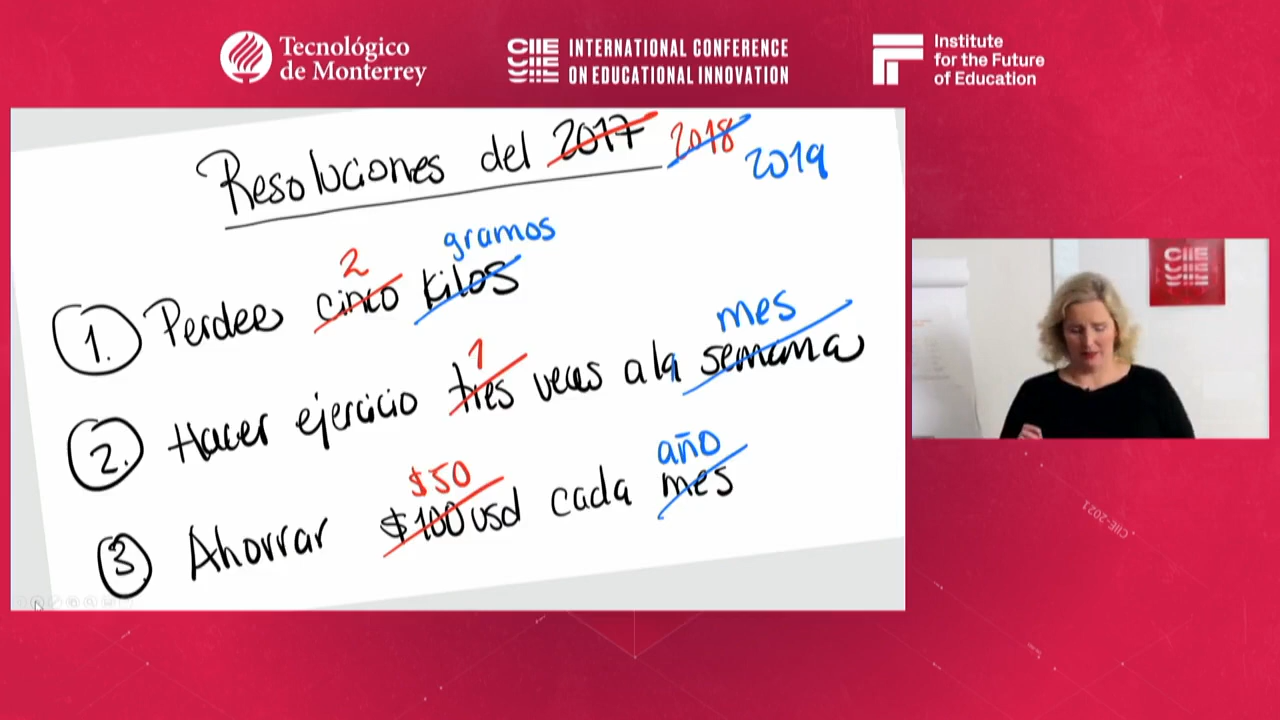 Tecnológico
de Monterrey
CIIE INTERNATIONAL CONFERENCE
ON EDUCATIONAL INNOVATION
Institute
for the Future
of Education
Resoluciones del 2017 2018 2019
2 gramos
1. Perder cinco kilos
1 mes
2. Hacer ejercicio tres veces a la semana
$50 año
3 Ahorrar $100 usd cada mes
CIIE
CIIE-2021